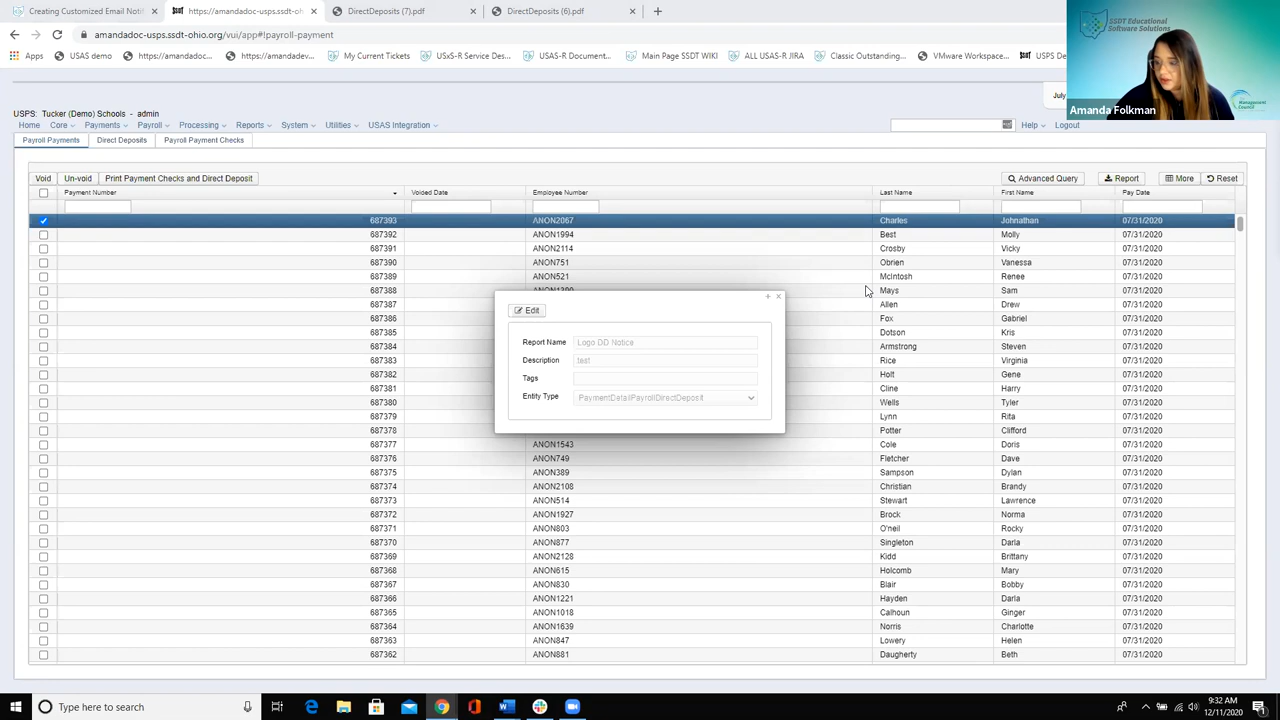 Creating Customized Email Notifi
https://amandadoc-usps.ssdt-oh
DirectDeposits (7).pdf
DirectDeposits (6).pdf
amandadoc-usps.ssdt-ohio.org/vui/app#!payroll-payment
Apps
USAS demo
https://amandadoc...
https://amandadev...
My Current Tickets
USxS-R Service Des...
USAS-R Document...
Main Page SSDT WIKI
ALL USAS-R JIRA
Classic Outstanding...
VMware Workspace...
SSDT Educational
Software Solutions
Management
Council
Amanda Folkman
July
USPS: Tucker (Demo) Schools - admin
Home Core Payments Payroll Processing Reports System Utilities Usas Integration
Help Logout
Payroll Payments Direct Deposits Payroll Payment Checks
Void Un-void Print Payment Checks and Direct Deposit Advanced Query Report More Reset
Payment Number Voided Date Employee Number Last Name First Name Pay Date
687393 ANON2067 Charles Johnathan 07/31/2020
687392 ANON1994 Best Molly 07/31/2020
687391 ANON2114 Crosby Vicky 07/31/2020
687390 ANON751 Obrien Vanessa 07/31/2020
687389 ANON521 McIntosh Renee 07/31/2020
687388 Mays Sam 07/31/2020
687387 Allen Drew 07/31/2020
687386 Fox Gabriel 07/31/2020
687385 Dotson Kris 07/31/2020
687384 Armstrong Steven 07/31/2020
687383 Rice Virginia 07/31/2020
687382 Holt Gene 07/31/2020
687381 Cline Harry 07/31/2020
687380 Wells Tyler 07/31/2020
687379 Lynn Rita 07/31/2020
687378 Potter Clifford 07/31/2020
687377 ANON1543 Cole Doris 07/31/2020
687376 ANON749 Fletcher Dave 07/31/2020
687375 ANON389 Sampson Dylan 07/31/2020
687374 ANON2108 Christian Brandy 07/31/2020
687373 ANON514 Stewart Lawrence 07/31/2020
687372 ANON1927 Brock Norma 07/31/2020
687371 ANON803 O'neil Rocky 07/31/2020
687370 ANON877 Singleton Darla 07/31/2020
687369 ANON2128 Kidd Brittany 07/31/2020
687368 ANON615 Holcomb Mary 07/31/2020
687367 ANON830 Blair Bobby 07/31/2020
687366 ANON1221 Hayden Darla 07/31/2020
687365 ANON1018 Calhoun Ginger 07/31/2020
687364 ANON1639 Norris Charlotte 07/31/2020
687363 ANON847 Lowery Helen 07/31/2020
687362 ANON881 Daugherty Beth 07/31/2020
Edit
Report Name Logo DD Notice
Description test
Tags
Entity Type PaymentDetailPayrollDirectDeposit
Type here to search
9:32 AM
12/11/2020